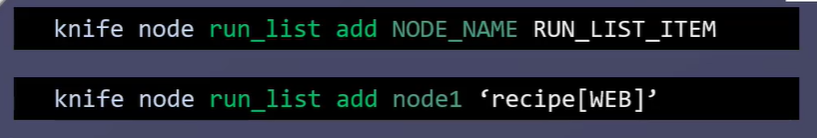 knife node run_list add NODE_NAME RUN_LIST_ITEM
knife node run_list add node1 ‘recipe[WEB]’